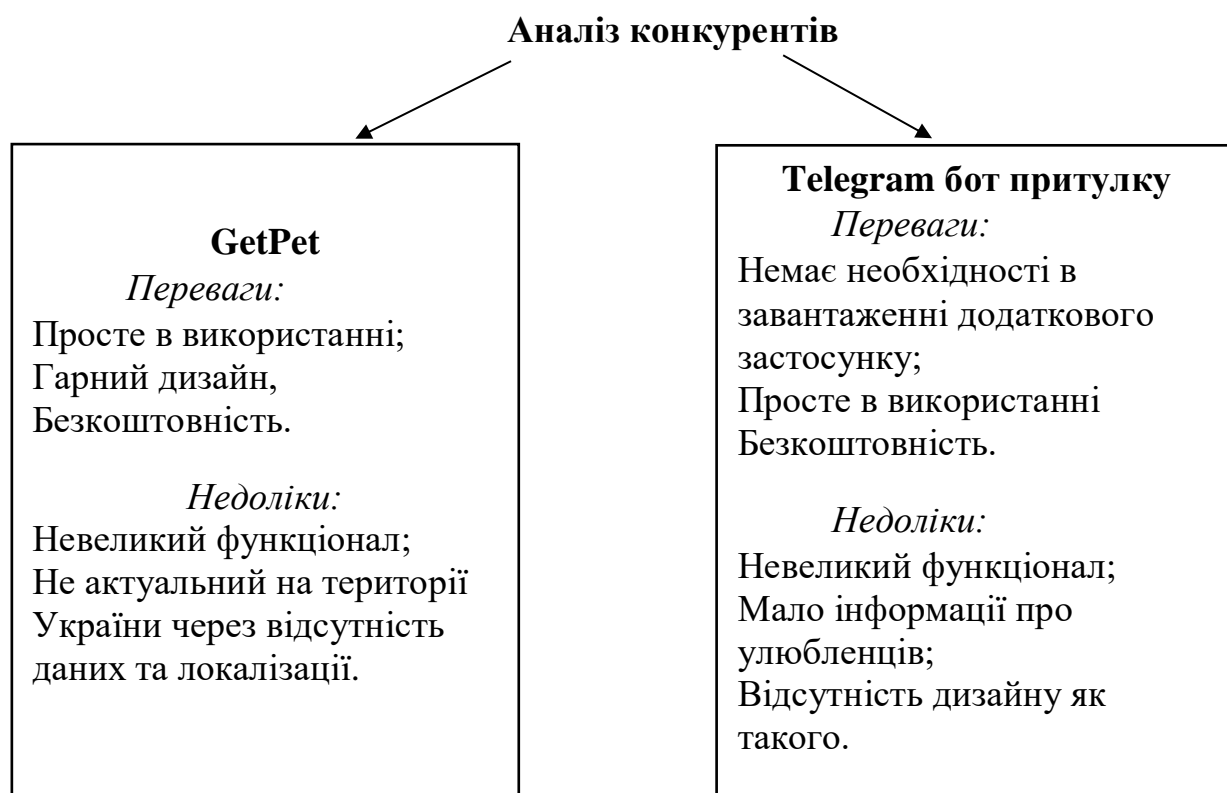 Аналіз конкурентів
GetPet
Переваги:
Просте в використанні;
Гарний дизайн,
Безкоштовність.
Недоліки:
Невеликий функціонал;
Не актуальний на території
України через відсутність
даних та локалізації.
Telegram бот притулку
Переваги:
Немає необхідності в
завантаженні додаткового
застосунку;
Просте в використанні
Безкоштовність.
Недоліки:
Невеликий функціонал;
Мало інформації про
улюбленців;
Відсутність дизайну як
такого.